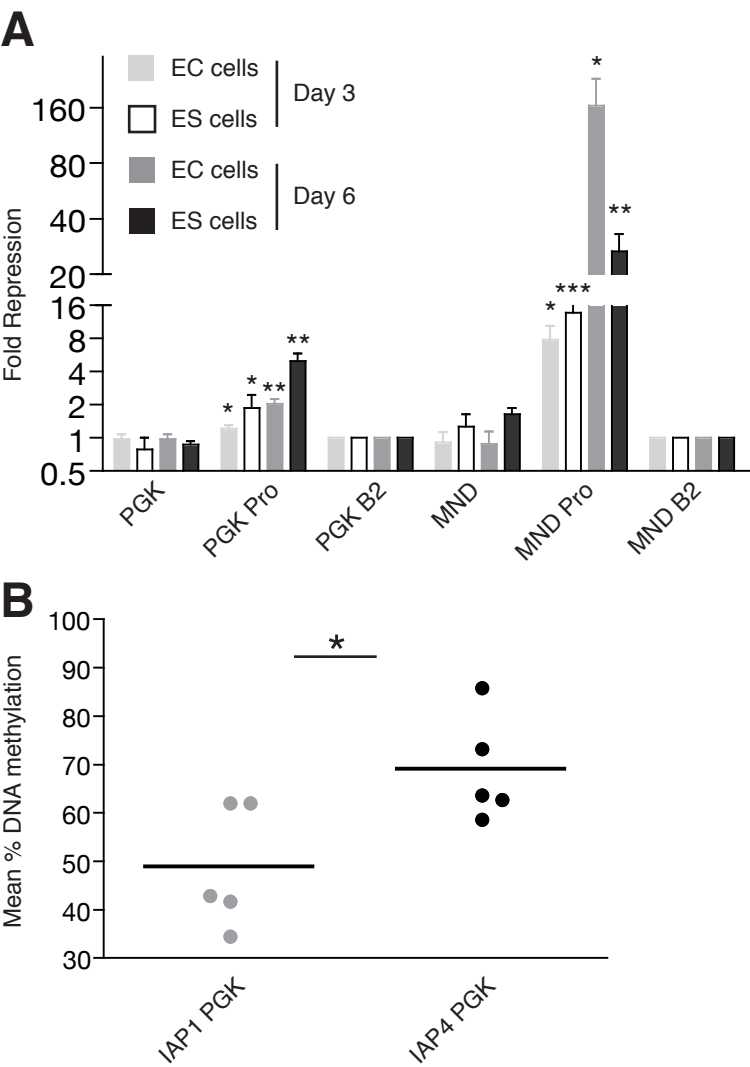 A
EC cells
ES cells
Day 3
EC cells
ES cells
Day 6
Fold Repression
160
80
40
20
16
8
4
2
1
0.5
*
*
**
**
*
***
*
**
PGK
PGK Pro
PGK B2
MND
MND Pro
MND B2
B
Mean % DNA methylation
100
90
80
70
60
50
40
30
*
IAP1 PGK
IAP4 PGK